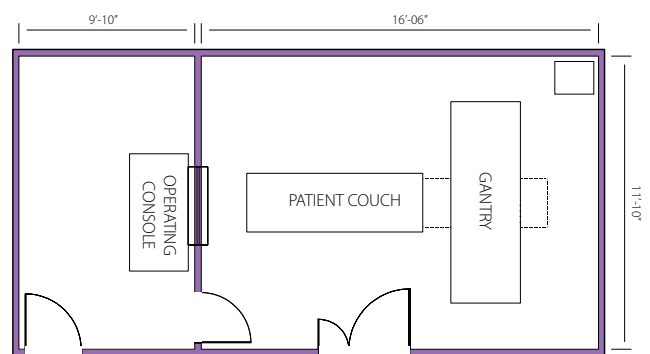 9'-10"
16'-06"
OPERATING
CONSOLE
PATIENT COUCH
GANTRY
11'-10"